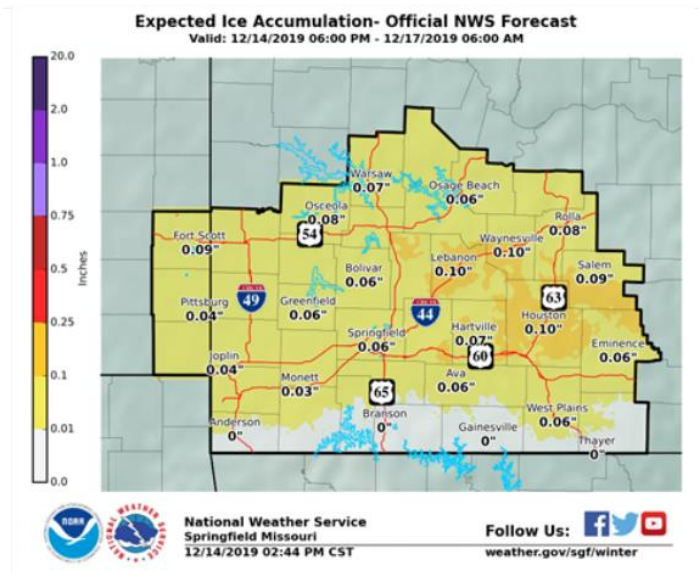 Expected Ice Accumulation- Official NWS Forecast
Valid: 12/14/2019 06:00 PM - 12/17/2019 06:00 AM
20.0
2.0
1.0
0.75
0.5
0.25
0.1
0.01
0.0
Inches
Warsaw
0.07"
Osage Beach
0.06"
Osceola
0.08"
54
Rolla
0.08"
Fort Scott
0.09"
Waynesville
0.10"
Lebanon
0.10"
Salem
0.09"
Bolivar
0.06"
Pittsburg
0.04"
49
Greenfield
0.06"
44
63
Houston
0.10"
Springfield
0.06"
Hartville
0.07"
60
Eminence
0.06"
Joplin
0.04"
Monett
0.03"
65
Ava
0.06"
Anderson
0"
Branson
0"
Gainesville
0"
West Plains
0.06"
Thayer
0"
NOAA
NATIONAL WEATHER SERVICE
National Weather Service
Springfield Missouri
12/14/2019 02:44 PM CST
Follow Us:
weather.gov/sgf/winter